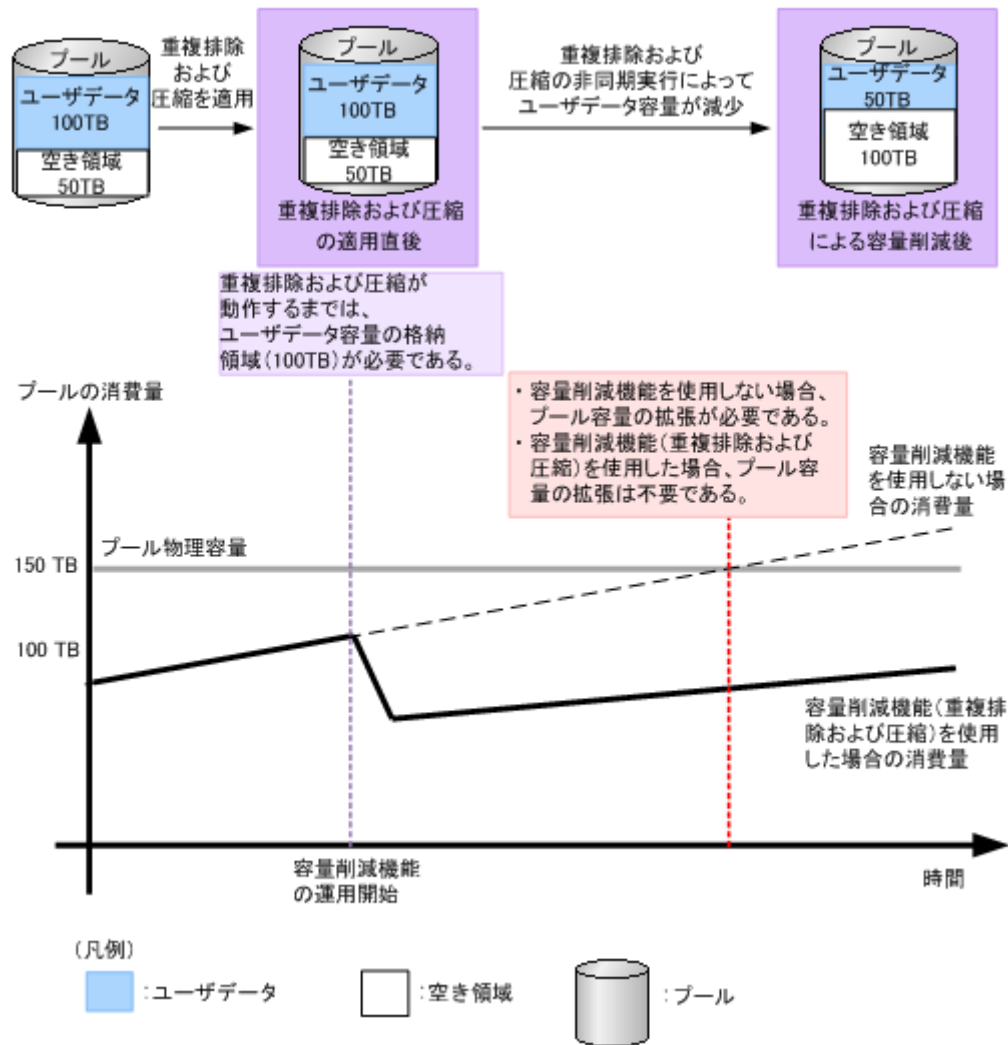 プール
ユーザデータ
100TB
空き領域
50TB
重複排除
および
圧縮を適用
プール
ユーザデータ
100TB
空き領域
50TB
重複排除および圧縮
の適用直後
重複排除および
圧縮の非同期実行によって
ユーザデータ容量が減少
プール
ユーザデータ
50TB
空き領域
100TB
重複排除および圧縮
による容量削減後
重複排除および圧縮が
動作するまでは、
ユーザデータ容量の格納
領域(100TB)が必要である。
プールの消費量
・容量削減機能を使用しない場合、
プール容量の拡張が必要である。
・容量削減機能(重複排除および
圧縮)を使用した場合、プール容
量の拡張は不要である。
容量削減機能
を使用しない場
合の消費量
プール物理容量
150 TB
100 TB
容量削減機能(重複排
除および圧縮)を使用
した場合の消費量
容量削減機能
の運用開始
時間
(凡例)
:ユーザデータ
:空き領域
:プール